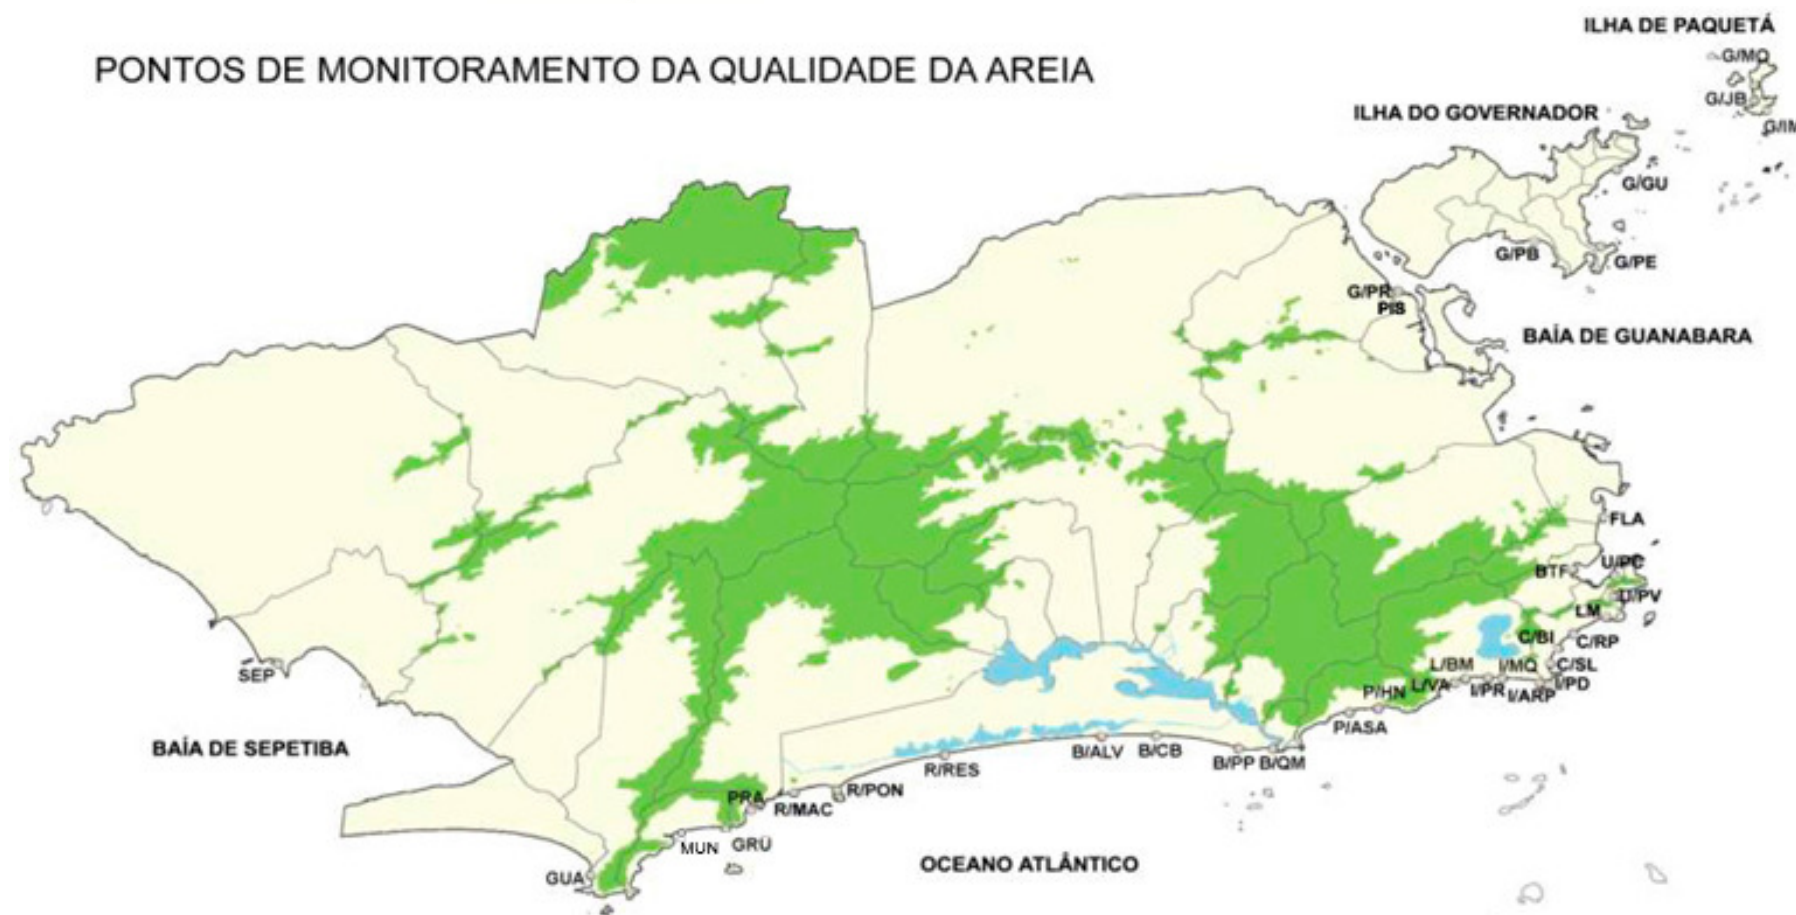 ILHA DE PAQUETÁ
G/MO
PONTOS DE MONITORAMENTO DA QUALIDADE DA AREIA
G/JB
ILHA DO GOVERNADOR
G/IM
G/GU
G/PB
G/PE
G/PR
PIS
BAÍA DE GUANABARA
FLA
U/PC
BTF
U/PV
LM
C/BI
C/RP
L/BM
I/MQ
C/SL
SEP
P/HN
L/VA
I/PR
I/ARP
I/PD
P/ASA
BAÍA DE SEPETIBA
B/ALV
B/CB
B/PP
B/QM
R/RES
PRA
R/MAC
R/PON
MUN
GRU
OCEANO ATLÂNTICO
GUA